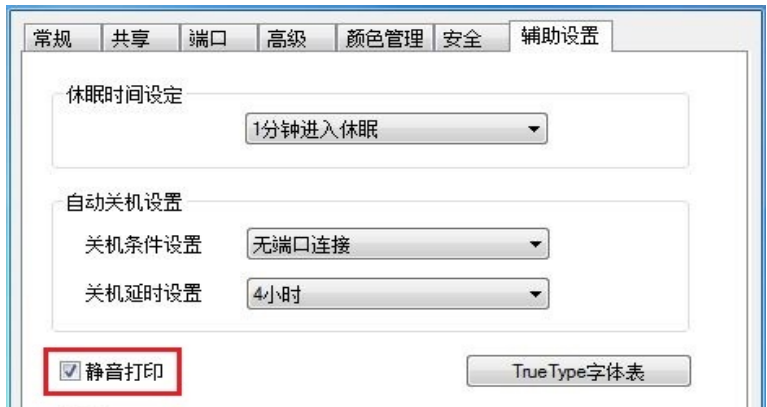 常规 共享 端口 高级 颜色管理 安全 辅助设置
休眠时间设定
1分钟进入休眠
自动关机设置
关机条件设置 无端口连接
关机延时设置 4小时
静音打印 TrueType字体表